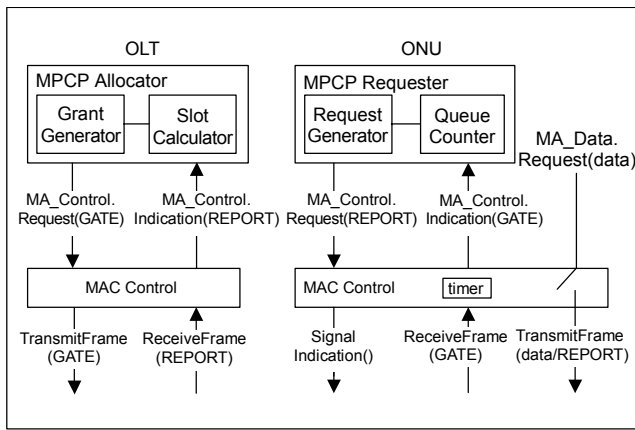 OLT
ONU
MPCP Allocator
Grant
Generator
Slot
Calculator
MPCP Requester
Request
Generator
Queue
Counter
MA_Data.
Request(data)
MA_Control.
Request(GATE)
MA_Control.
Indication(REPORT)
MA_Control.
Request(REPORT)
MA_Control.
Indication(GATE)
MAC Control
MAC Control
timer
TransmitFrame
(GATE)
ReceiveFrame
(REPORT)
Signal
Indication()
ReceiveFrame
(GATE)
TransmitFrame
(data/REPORT)